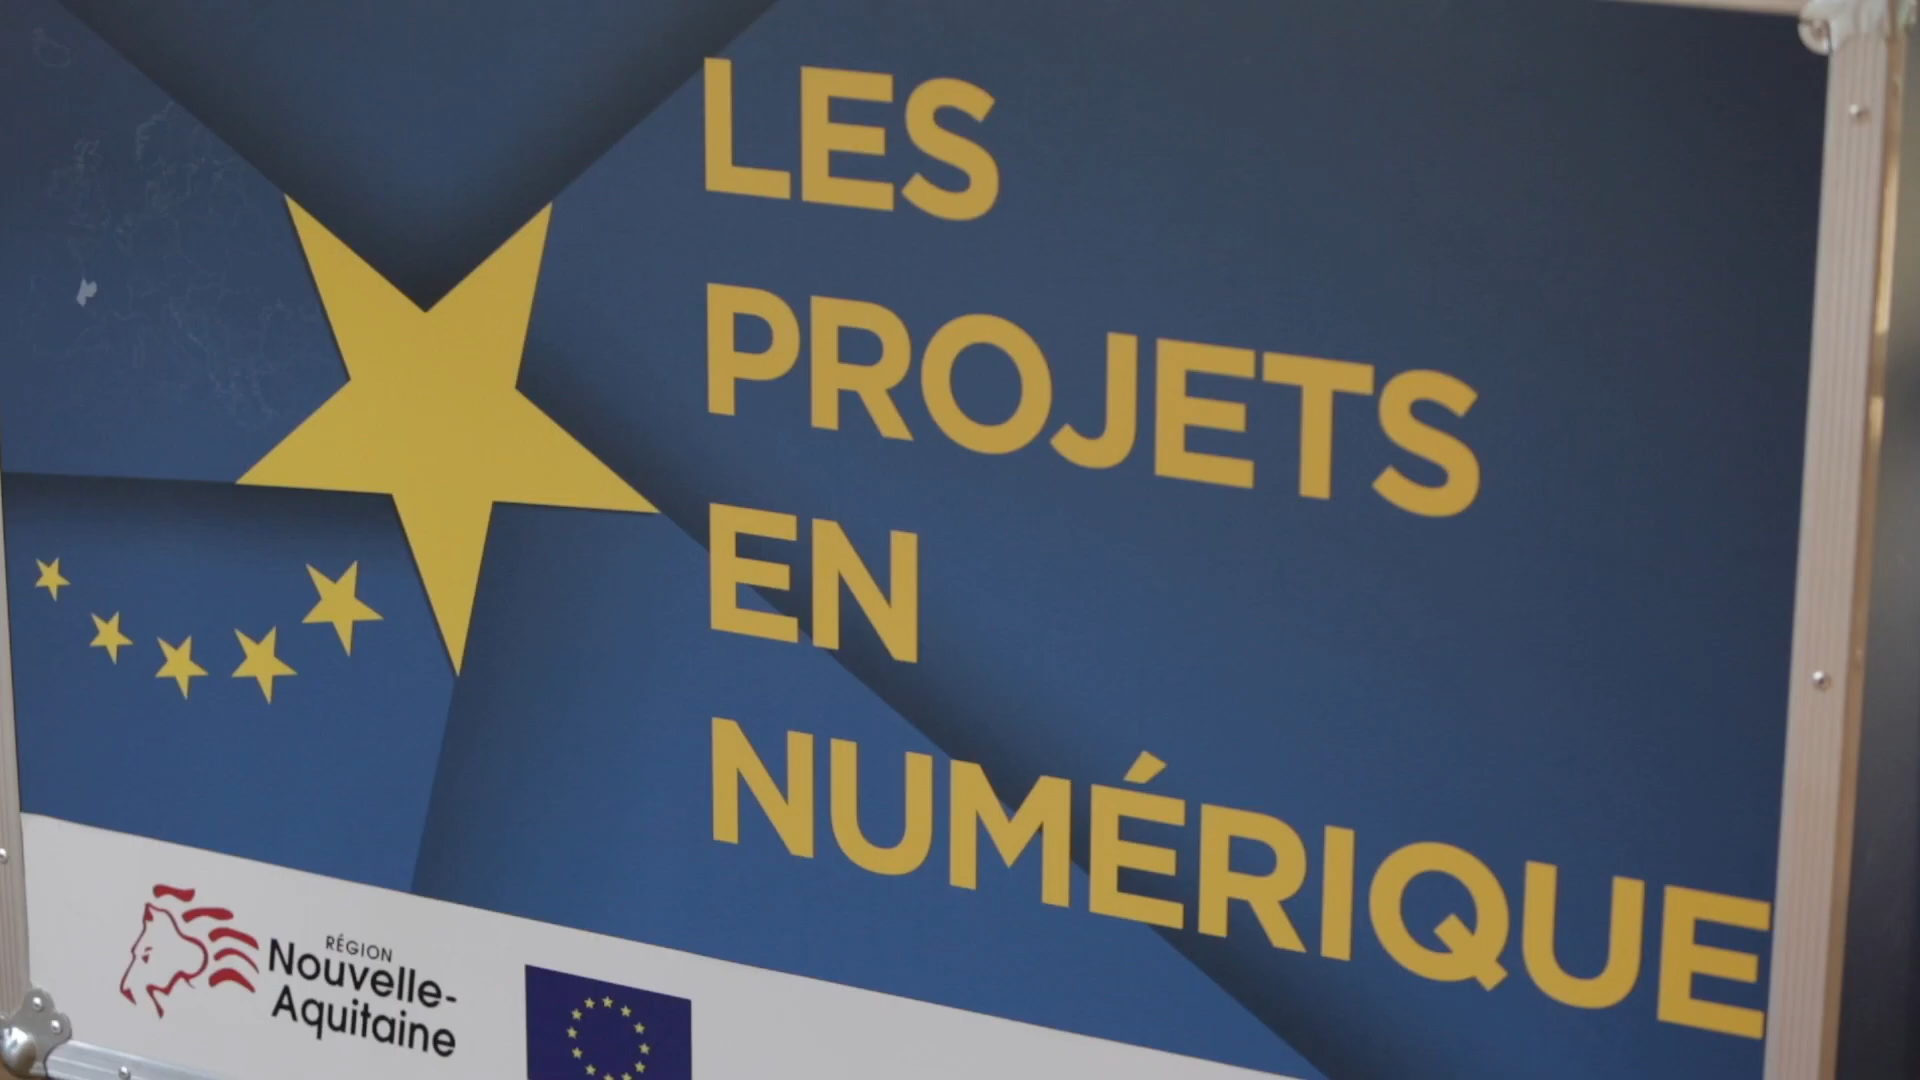 LES
PROJETS
EN
NUMÉRIQUE
RÉGION
Nouvelle-
Aquitaine